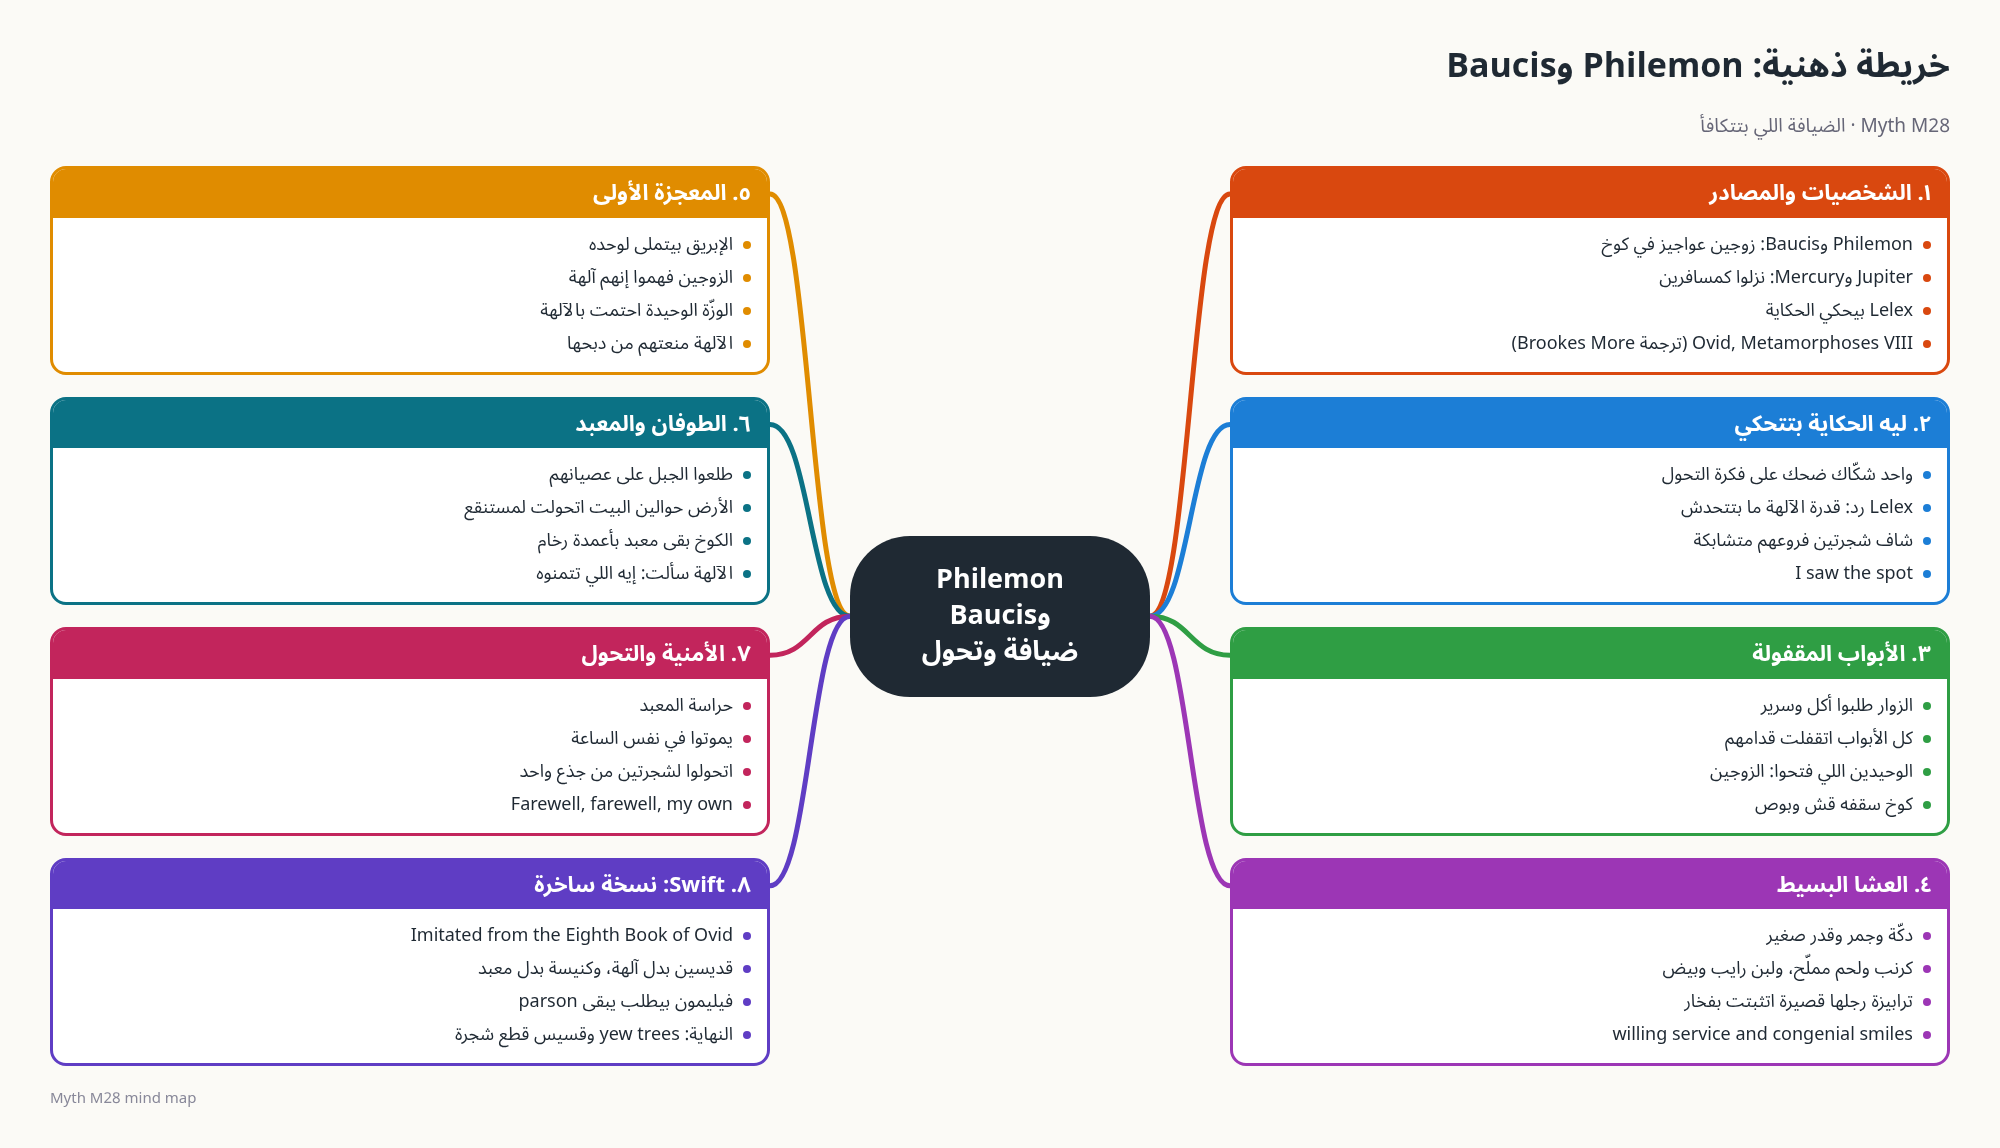 خريطة ذهنية: Philemon وBaucis
Myth M28 · الضيافة اللي بتتكافأ
١. الشخصيات والمصادر
Philemon وBaucis: زوجين عواجيز في كوخ
Jupiter وMercury: نزلوا كمسافرين
Lelex بيحكي الحكاية
Ovid, Metamorphoses VIII (ترجمة Brookes More)
٢. ليه الحكاية بتتحكي
واحد شكّاك ضحك على فكرة التحول
Lelex رد: قدرة الآلهة ما بتتحدش
شاف شجرتين فروعهم متشابكة
I saw the spot
٣. الأبواب المقفولة
الزوار طلبوا أكل وسرير
كل الأبواب اتقفلت قدامهم
الوحيدين اللي فتحوا: الزوجين
كوخ سقفه قش وبوص
٤. العشا البسيط
دكّة وجمر وقدر صغير
كرنب ولحم مملّح، ولبن رايب وبيض
ترابيزة رجلها قصيرة اتثبتت بفخار
willing service and congenial smiles
Philemon
وBaucis
ضيافة وتحول
٥. المعجزة الأولى
الإبريق بيتملى لوحده
الزوجين فهموا إنهم آلهة
الوزّة الوحيدة احتمت بالآلهة
الآلهة منعتهم من دبحها
٦. الطوفان والمعبد
طلعوا الجبل على عصيانهم
الأرض حوالين البيت اتحولت لمستنقع
الكوخ بقى معبد بأعمدة رخام
الآلهة سألت: إيه اللي تتمنوه
٧. الأمنية والتحول
حراسة المعبد
يموتوا في نفس الساعة
اتحولوا لشجرتين من جذع واحد
Farewell, farewell, my own
٨. Swift: نسخة ساخرة
Imitated from the Eighth Book of Ovid
قديسين بدل آلهة، وكنيسة بدل معبد
فيليمون بيطلب يبقى parson
النهاية: yew trees وقسيس قطع شجرة
Myth M28 mind map